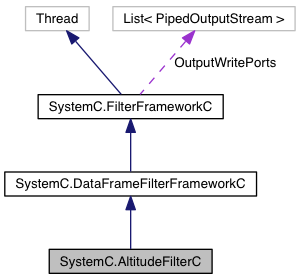 Thread
List< PipedOutputStream >
OutputWritePorts
SystemC.FilterFrameworkC
SystemC.DataFrameFilterFrameworkC
SystemC.AltitudeFilterC